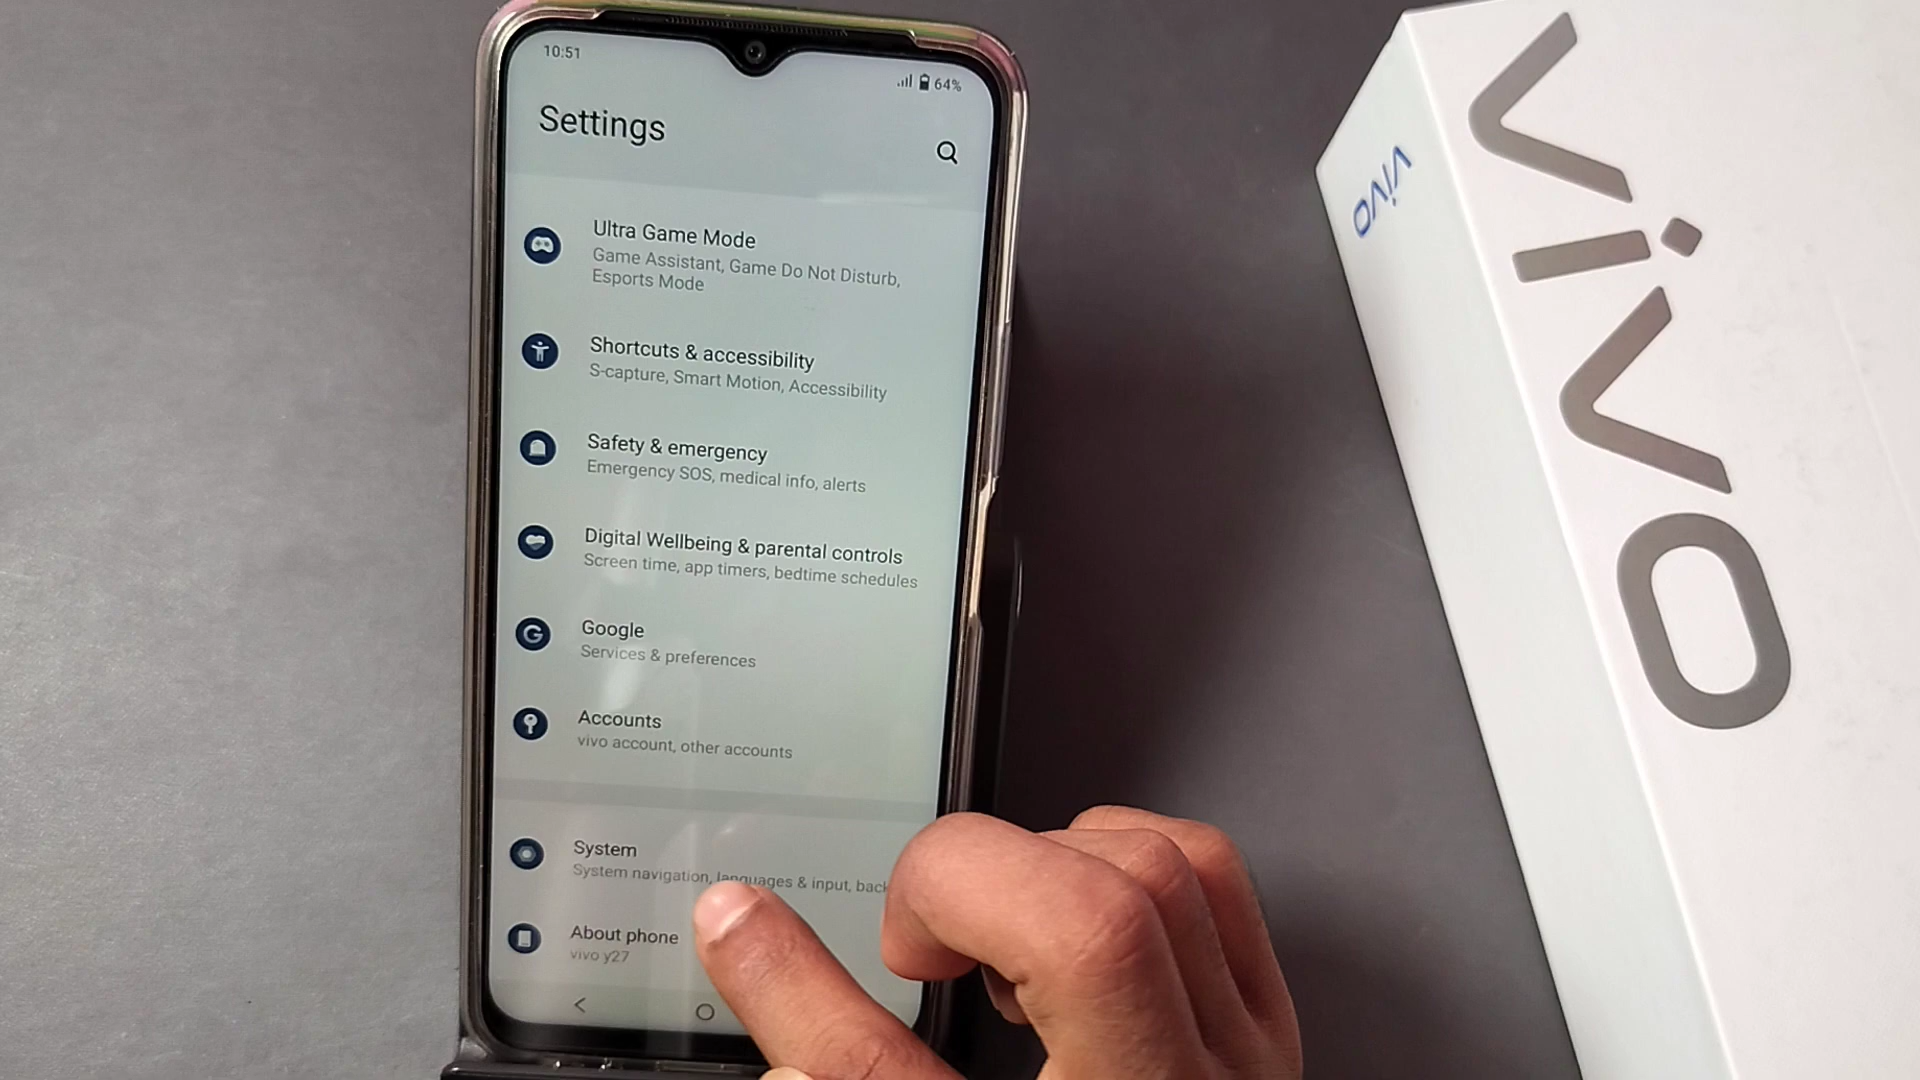 10:51
64%
Settings
Ultra Game Mode
Game Assistant, Game Do Not Disturb,
Esports Mode
Shortcuts & accessibility
S-capture, Smart Motion, Accessibility
Safety & emergency
Emergency SOS, medical info, alerts
Digital Wellbeing & parental controls
Screen time, app timers, bedtime schedules
Google
Services & preferences
Accounts
vivo account, other accounts
System
System navigation, languages & input,
About phone
vivo y27
vivo
vivo